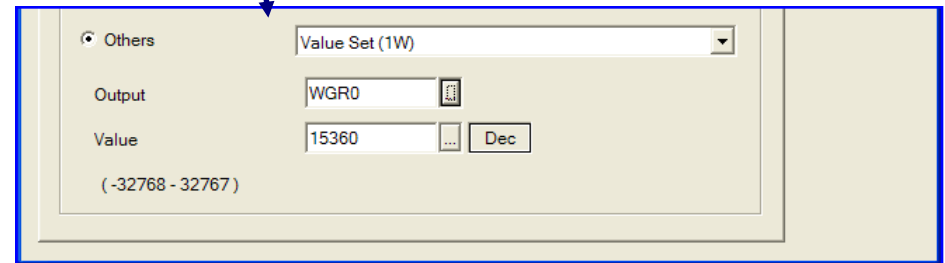 Others Value Set (1W)
Output WGR0
Value 15360 ... Dec
( -32768 - 32767 )